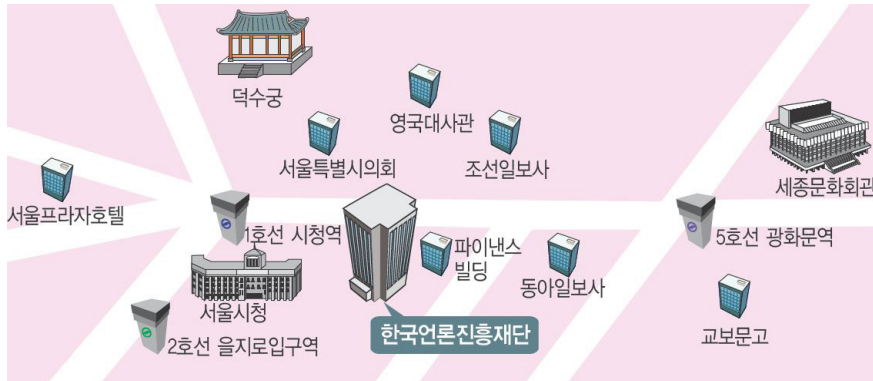 덕수궁
영국대사관
서울특별시의회
조선일보사
세종문화회관
서울프라자호텔
1호선 시청역
파이낸스
빌딩
5호선 광화문역
동아일보사
서울시청
한국언론진흥재단
교보문고
2호선 을지로입구역